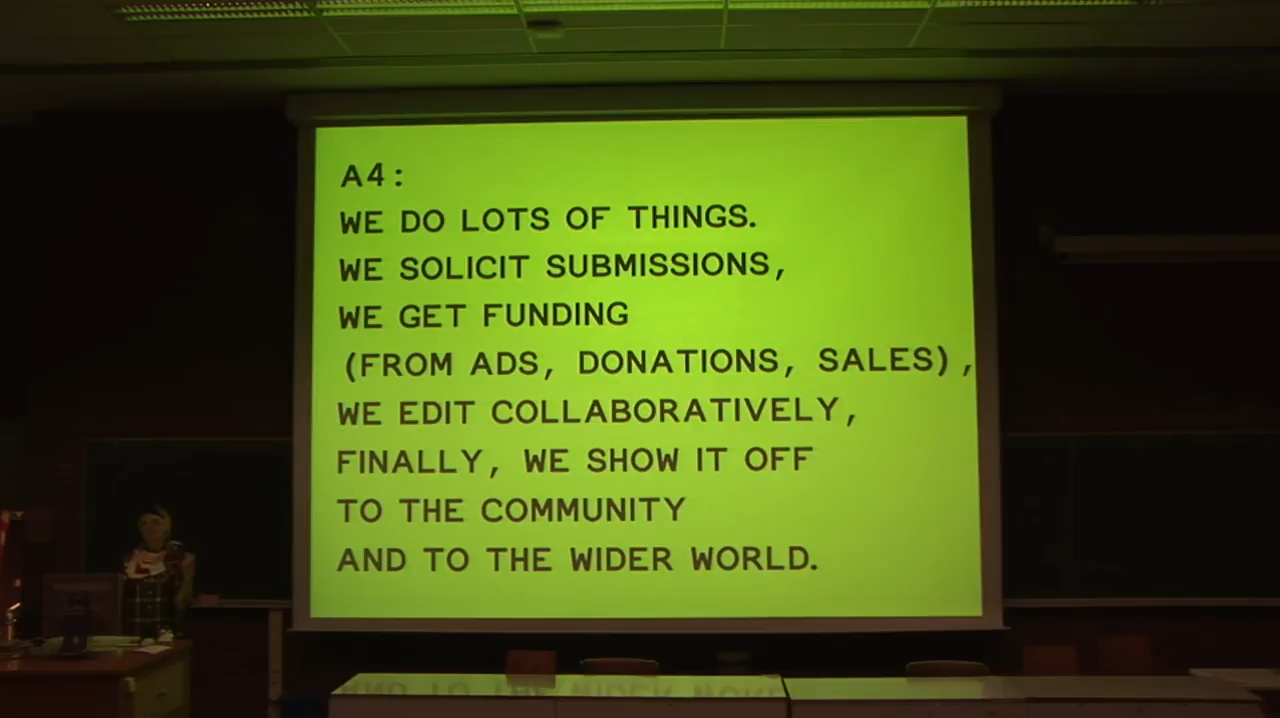 A4:
WE DO LOTS OF THINGS.
WE SOLICIT SUBMISSIONS,
WE GET FUNDING
(FROM ADS, DONATIONS, SALES),
WE EDIT COLLABORATIVELY,
FINALLY, WE SHOW IT OFF
TO THE COMMUNITY
AND TO THE WIDER WORLD.